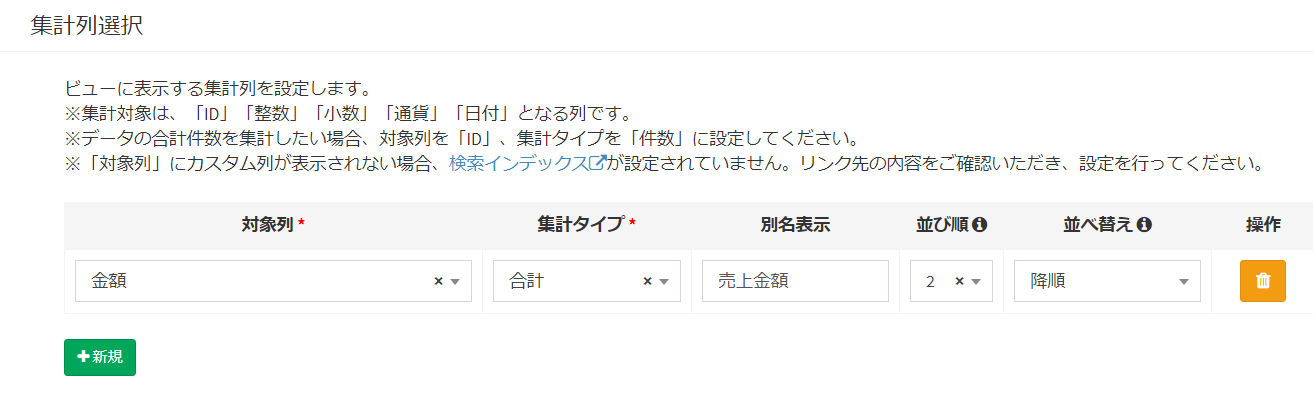 集計列選択
ビューに表示する集計列を設定します。
※集計対象は、「ID」「整数」「小数」「通貨」「日付」となる列です。
※データの合計件数を集計したい場合、対象列を「ID」、集計タイプを「件数」に設定してください。
※「対象列」にカスタム列が表示されない場合、検索インデックスが設定されていません。リンク先の内容をご確認いただき、設定を行ってください。
対象列 * 集計タイプ * 別名表示 並び順 並べ替え 操作
金額 × 合計 × 売上金額 2 × 降順
+新規